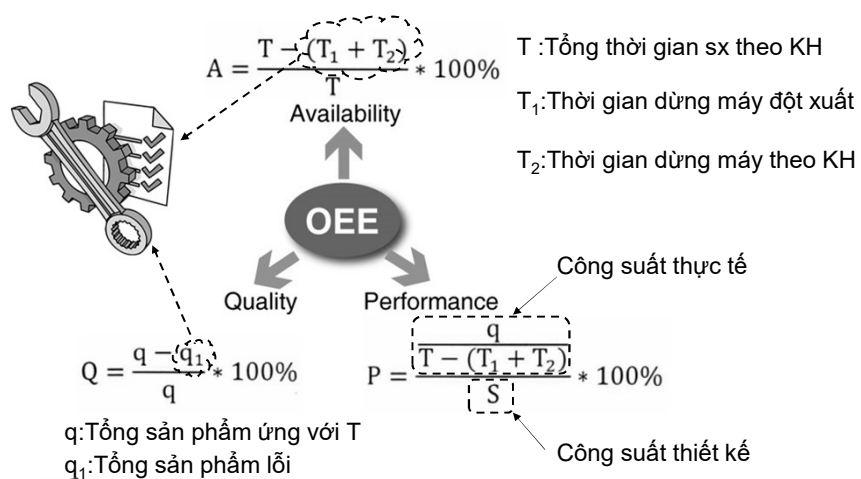 A = T − (T₁ + T₂) / T * 100%
Availability
T :Tổng thời gian sx theo KH
T₁:Thời gian dừng máy đột xuất
T₂:Thời gian dừng máy theo KH
OEE
Quality
Performance
Công suất thực tế
Q = q − q₁ / q * 100%
P = q / T − (T₁ + T₂) / S * 100%
q:Tổng sản phẩm ứng với T
q₁:Tổng sản phẩm lỗi
Công suất thiết kế